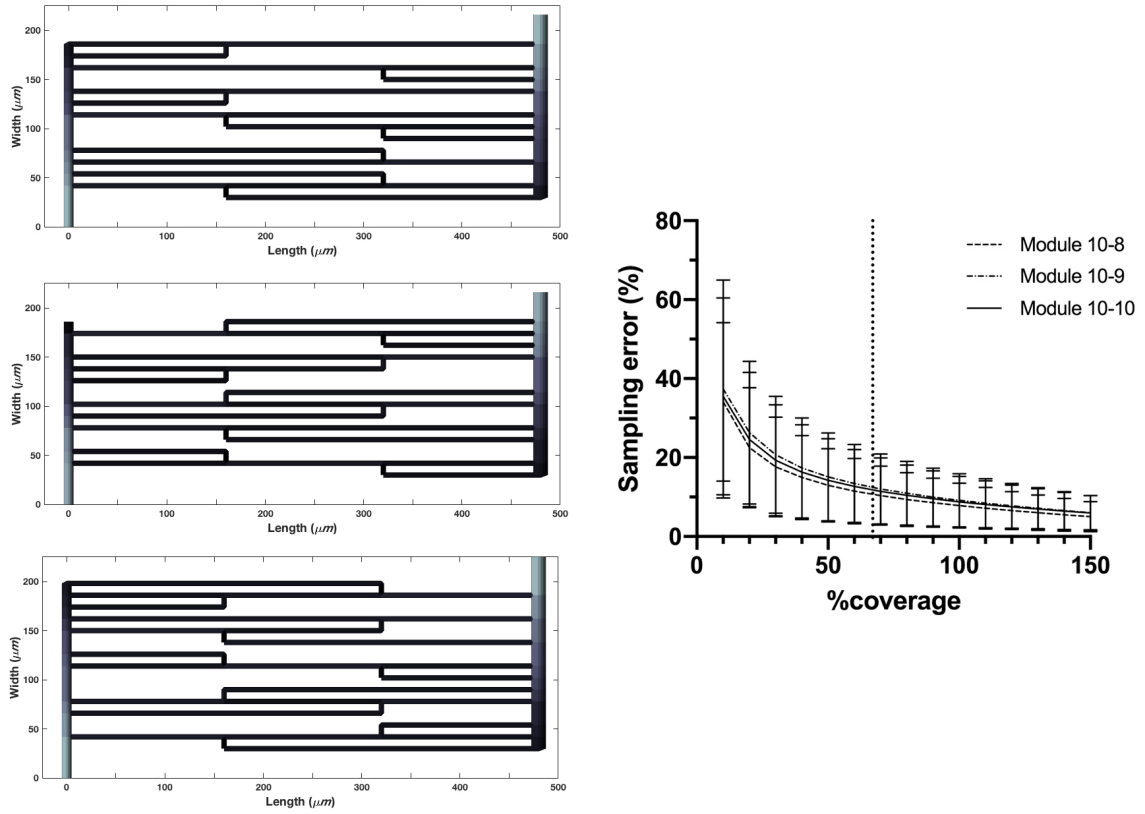 200
150
100
50
0
Width (μm)
0 100 200 300 400 500
Length (μm)
200
150
100
50
0
Width (μm)
0 100 200 300 400 500
Length (μm)
200
150
100
50
0
Width (μm)
0 100 200 300 400 500
Length (μm)
80
60
40
20
0
Sampling error (%)
Module 10-8
Module 10-9
Module 10-10
0 50 100 150
%coverage